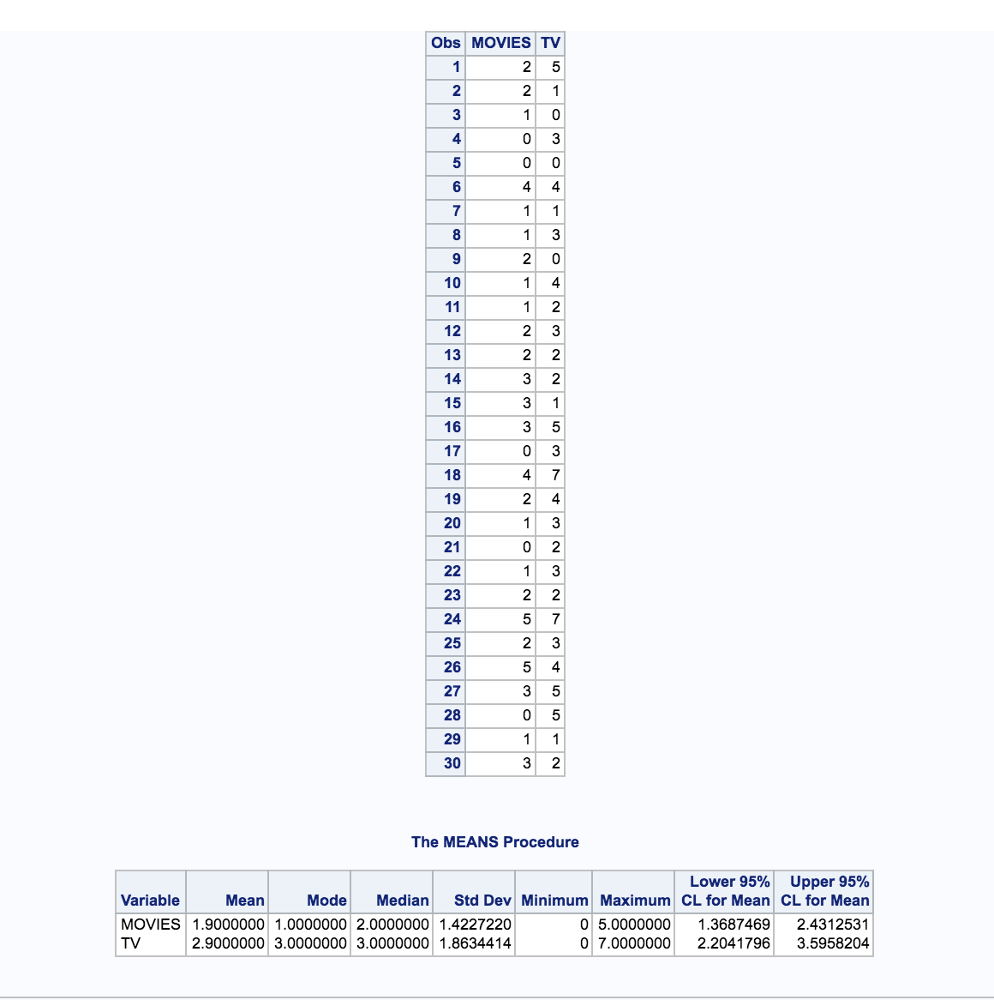 Obs MOVIES TV
1 2 5
2 2 1
3 1 0
4 0 3
5 0 0
6 4 4
7 1 1
8 1 3
9 2 0
10 1 4
11 1 2
12 2 3
13 2 2
14 3 2
15 3 1
16 3 5
17 0 3
18 4 7
19 2 4
20 1 3
21 0 2
22 1 3
23 2 2
24 5 7
25 2 3
26 5 4
27 3 5
28 0 5
29 1 1
30 3 2
The MEANS Procedure
Lower 95% Upper 95%
Variable Mean Mode Median Std Dev Minimum Maximum CL for Mean CL for Mean
MOVIES 1.9000000 1.0000000 2.0000000 1.4227220 0 5.0000000 1.3687469 2.4312531
TV 2.9000000 3.0000000 3.0000000 1.8634414 0 7.0000000 2.2041796 3.5958204